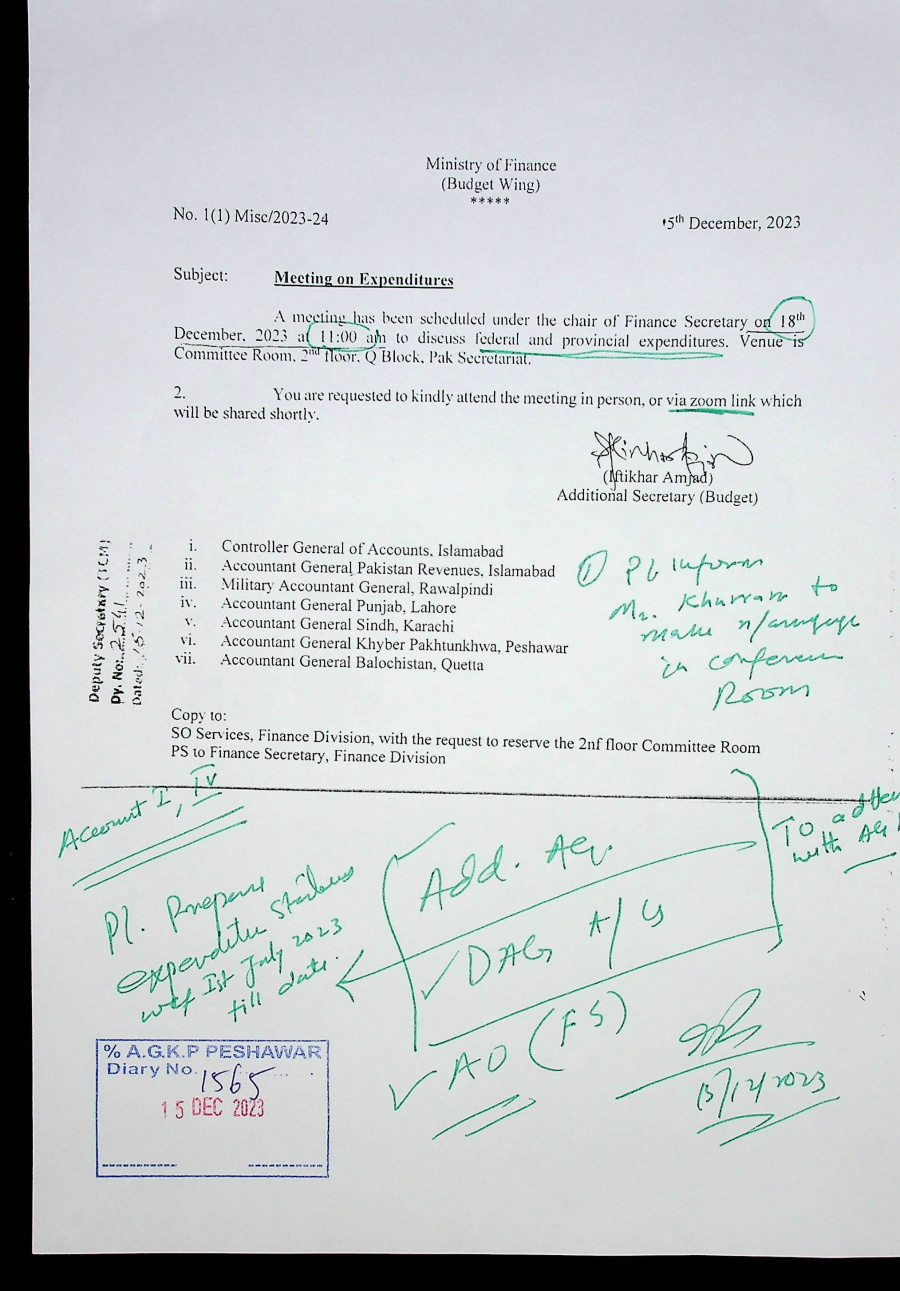 Ministry of Finance
(Budget Wing)
*****
No. 1(1) Misc/2023-24
15th December, 2023
Subject: Meeting on Expenditures
A meeting has been scheduled under the chair of Finance Secretary on 18th
December, 2023 at 11:00 am to discuss federal and provincial expenditures. Venue is
Committee Room, 2nd floor, Q Block, Pak Secretariat.
2. You are requested to kindly attend the meeting in person, or via zoom link which
will be shared shortly.
(Iftikhar Amjad)
Additional Secretary (Budget)
i. Controller General of Accounts, Islamabad
ii. Accountant General Pakistan Revenues, Islamabad
iii. Military Accountant General, Rawalpindi
iv. Accountant General Punjab, Lahore
v. Accountant General Sindh, Karachi
vi. Accountant General Khyber Pakhtunkhwa, Peshawar
vii. Accountant General Balochistan, Quetta
Deputy Secretary
Dy. No: 2541
Dated: 15-12-2023
① Pl inform
Mr. Khurram to
make
in conference
Room
Copy to:
SO Services, Finance Division, with the request to reserve the 2nf floor Committee Room
PS to Finance Secretary, Finance Division
Account I, IV
Pl. Prepare
expenditure
wef Ist July 2023
till date.
Add. AG.
DAG A/Cs
AO (FS)
TO
with AG
15/12/2023
% A.G.K.P PESHAWAR
Diary No. 1565
15 DEC 2023